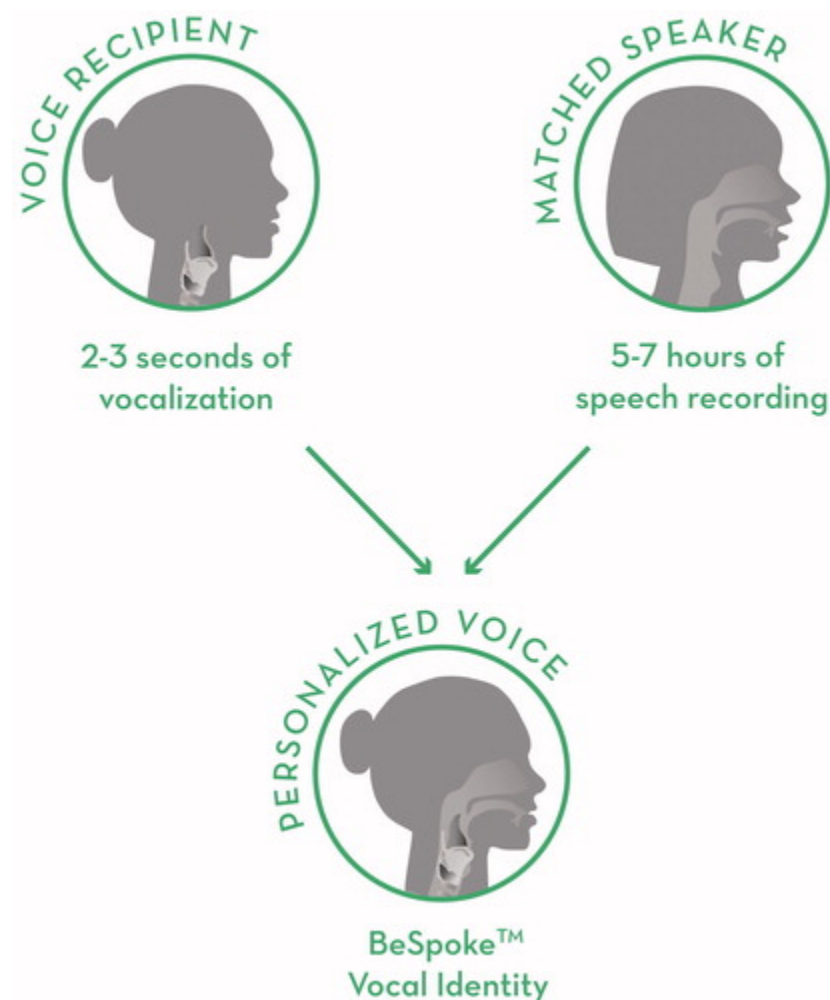 VOICE RECIPIENT
2-3 seconds of
vocalization
MATCHED SPEAKER
5-7 hours of
speech recording
PERSONALIZED VOICE
BeSpoke™
Vocal Identity